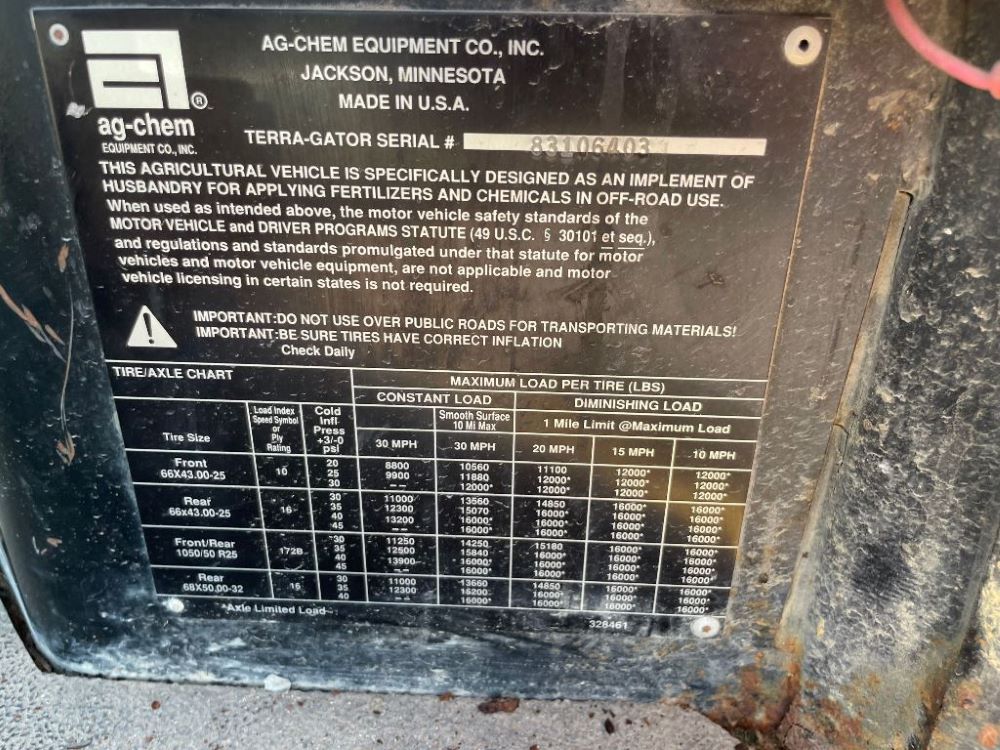 AG-CHEM EQUIPMENT CO., INC.
JACKSON, MINNESOTA
MADE IN U.S.A.
®
ag-chem
EQUIPMENT CO., INC.
TERRA-GATOR SERIAL # 83106403
THIS AGRICULTURAL VEHICLE IS SPECIFICALLY DESIGNED AS AN IMPLEMENT OF
HUSBANDRY FOR APPLYING FERTILIZERS AND CHEMICALS IN OFF-ROAD USE.
When used as intended above, the motor vehicle safety standards of the
MOTOR VEHICLE and DRIVER PROGRAMS STATUTE (49 U.S.C. § 30101 et seq.),
and regulations and standards promulgated under that statute for motor
vehicles and motor vehicle equipment, are not applicable and motor
vehicle licensing in certain states is not required.
IMPORTANT:DO NOT USE OVER PUBLIC ROADS FOR TRANSPORTING MATERIALS!
IMPORTANT:BE SURE TIRES HAVE CORRECT INFLATION
Check Daily
TIRE/AXLE CHART
MAXIMUM LOAD PER TIRE (LBS)
CONSTANT LOAD DIMINISHING LOAD
Tire Size
Load Index
Speed Symbol
or
Ply
Rating
Cold
Infl
Press
+3/-0
psi
30 MPH
Smooth Surface
10 Mi Max
30 MPH
1 Mile Limit @Maximum Load
20 MPH 15 MPH 10 MPH
Front
66X43.00-25
10
20 8800 10560 11100 12000* 12000*
25 9900 11880 12000* 12000* 12000*
30 -- 12000* 12000* 12000* 12000*
Rear
66x43.00-25
16
30 11000 13560 14850 16000* 16000*
35 12300 15070 16000* 16000* 16000*
40 13200 16000* 16000* 16000* 16000*
45 -- 16000* 16000* 16000* 16000*
Front/Rear
1050/50 R25
172B
30 11250 14250 15180 16000* 16000*
35 12500 15840 16000* 16000* 16000*
40 13900 16000* 16000* 16000* 16000*
45 -- 16000* 16000* 16000* 16000*
Rear
68X50.00-32
16
30 11000 13660 14850 16000* 16000*
35 12300 15200 16000* 16000* 16000*
40 16000* 16000* 16000* 16000*
*Axle Limited Load
328461